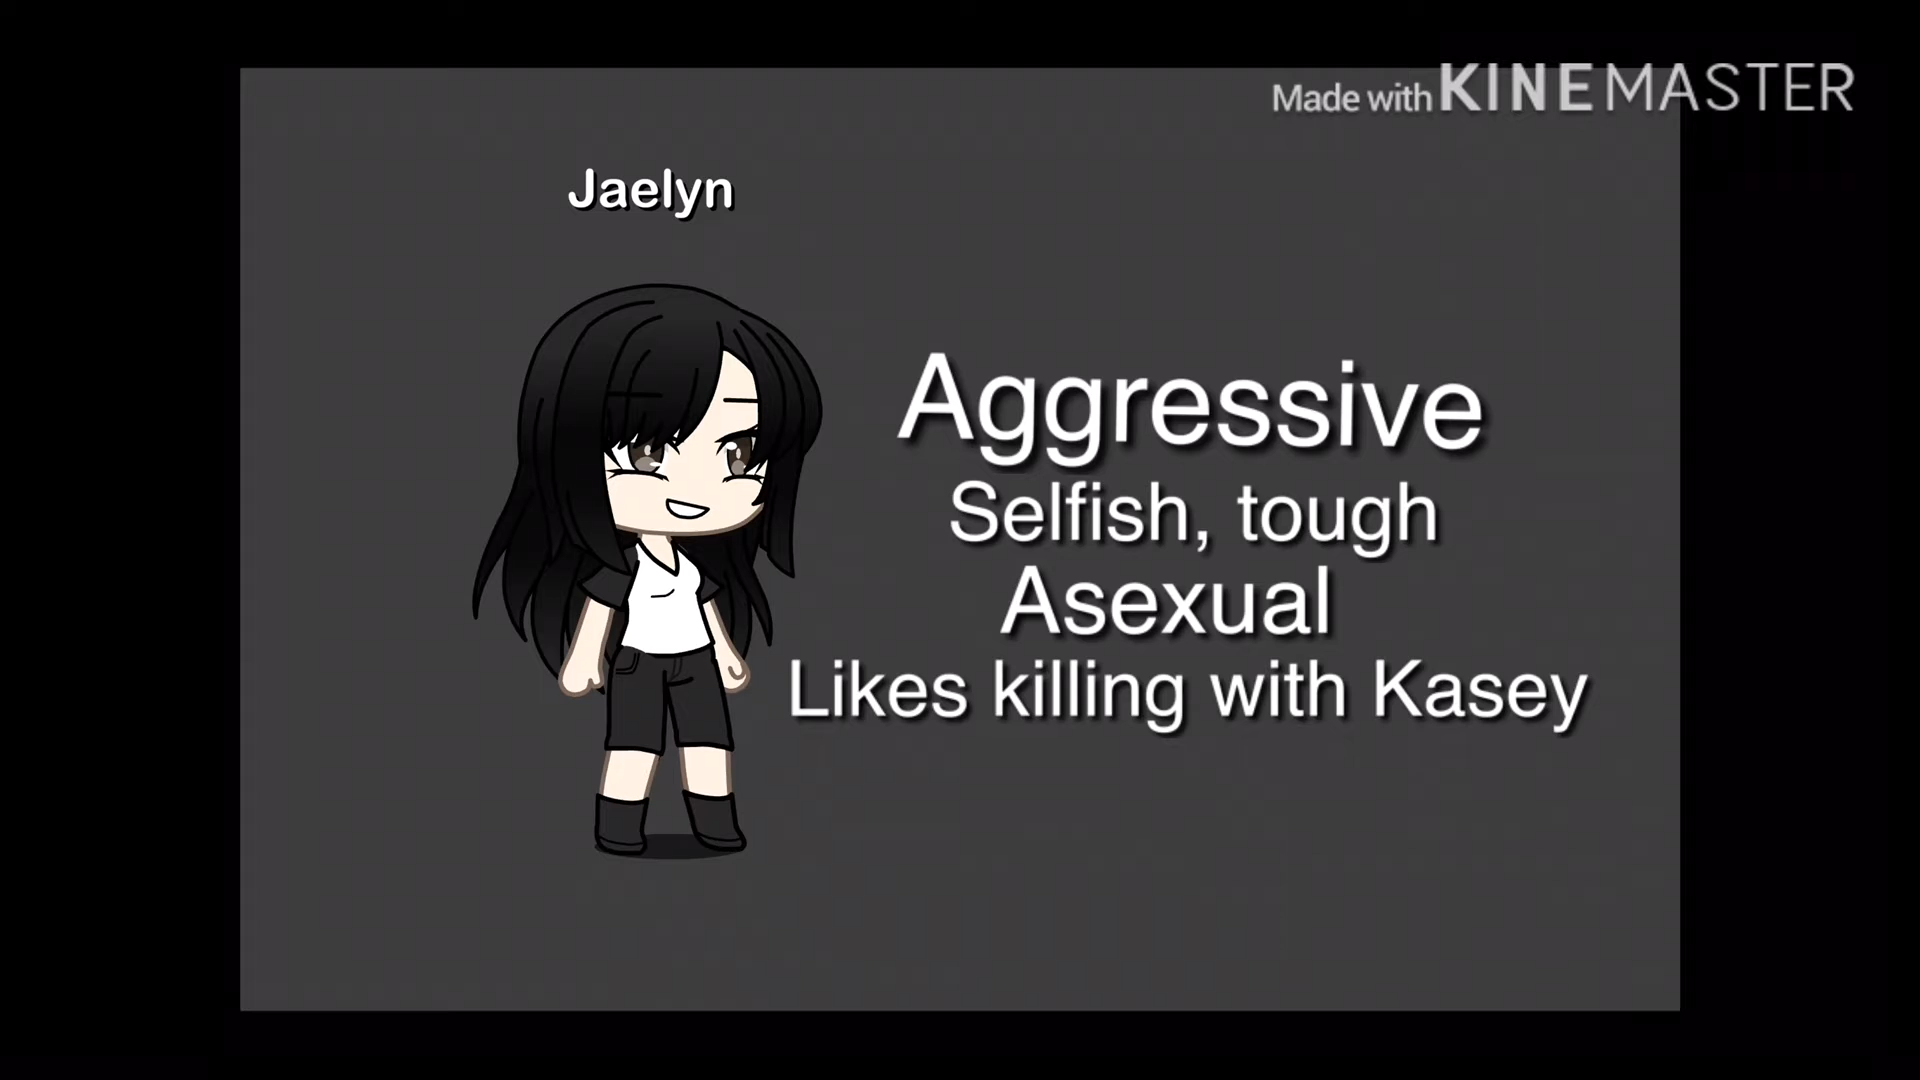 Made with KINEMASTER
Jaelyn
Aggressive
Selfish, tough
Asexual
Likes killing with Kasey